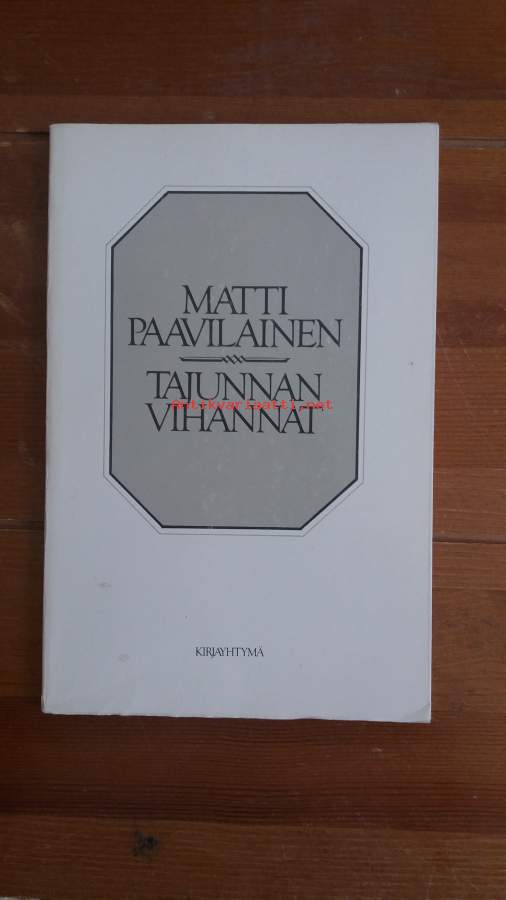 MATTI
PAAVILAINEN
TAJUNNAN
Antikvariaatti.net
VIHANNAT
KIRJAYHTYMÄ